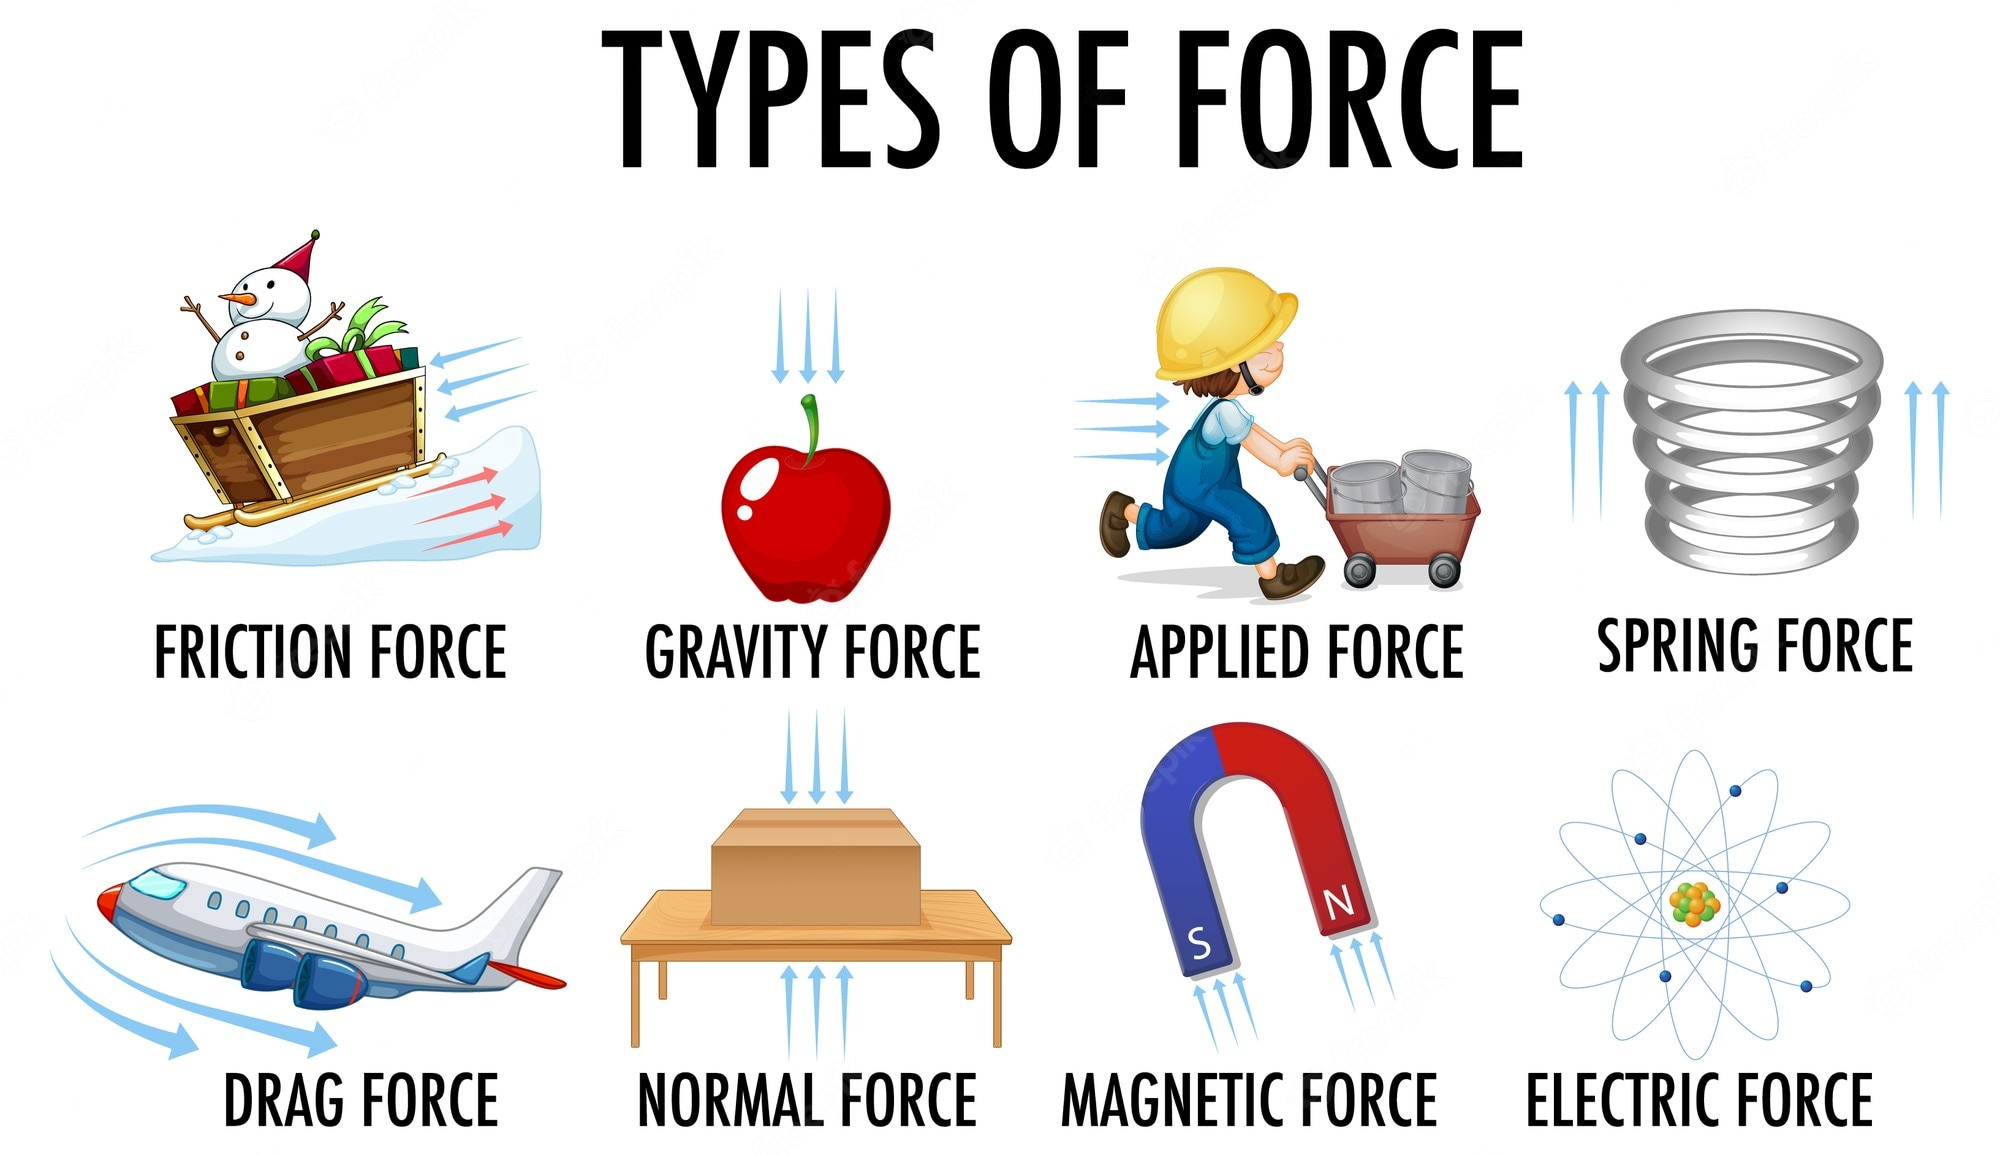 TYPES OF FORCE
FRICTION FORCE
GRAVITY FORCE
APPLIED FORCE
SPRING FORCE
S
N
DRAG FORCE
NORMAL FORCE
MAGNETIC FORCE
ELECTRIC FORCE